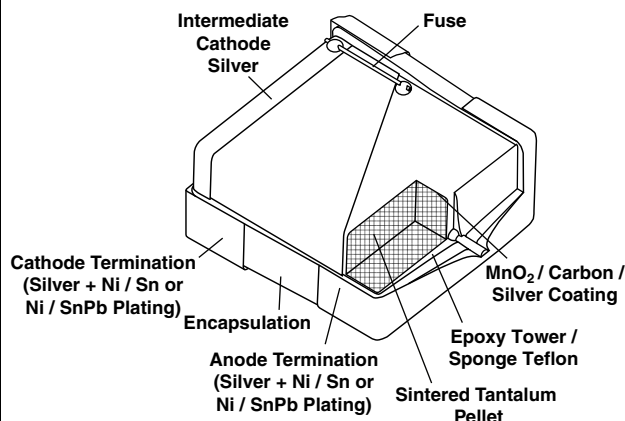 Intermediate
Cathode
Silver
Fuse
Cathode Termination
(Silver + Ni / Sn or
Ni / SnPb Plating)
Encapsulation
Anode Termination
(Silver + Ni / Sn or
Ni / SnPb Plating)
MnO₂ / Carbon /
Silver Coating
Epoxy Tower /
Sponge Teflon
Sintered Tantalum
Pellet